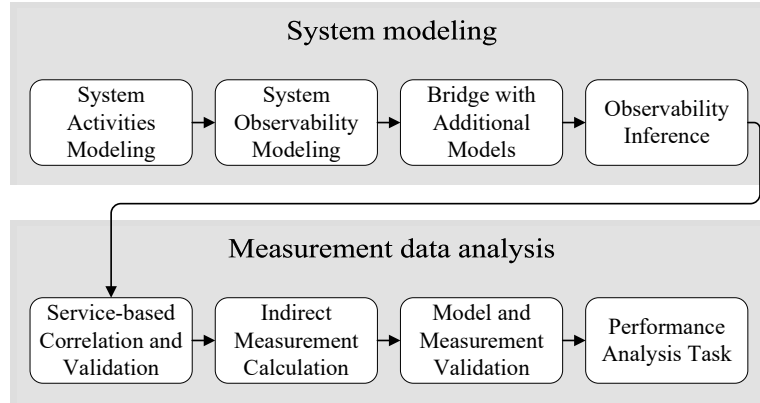 System modeling
System
Activities
Modeling
System
Observability
Modeling
Bridge with
Additional
Models
Observability
Inference
Measurement data analysis
Service-based
Correlation and
Validation
Indirect
Measurement
Calculation
Model and
Measurement
Validation
Performance
Analysis Task